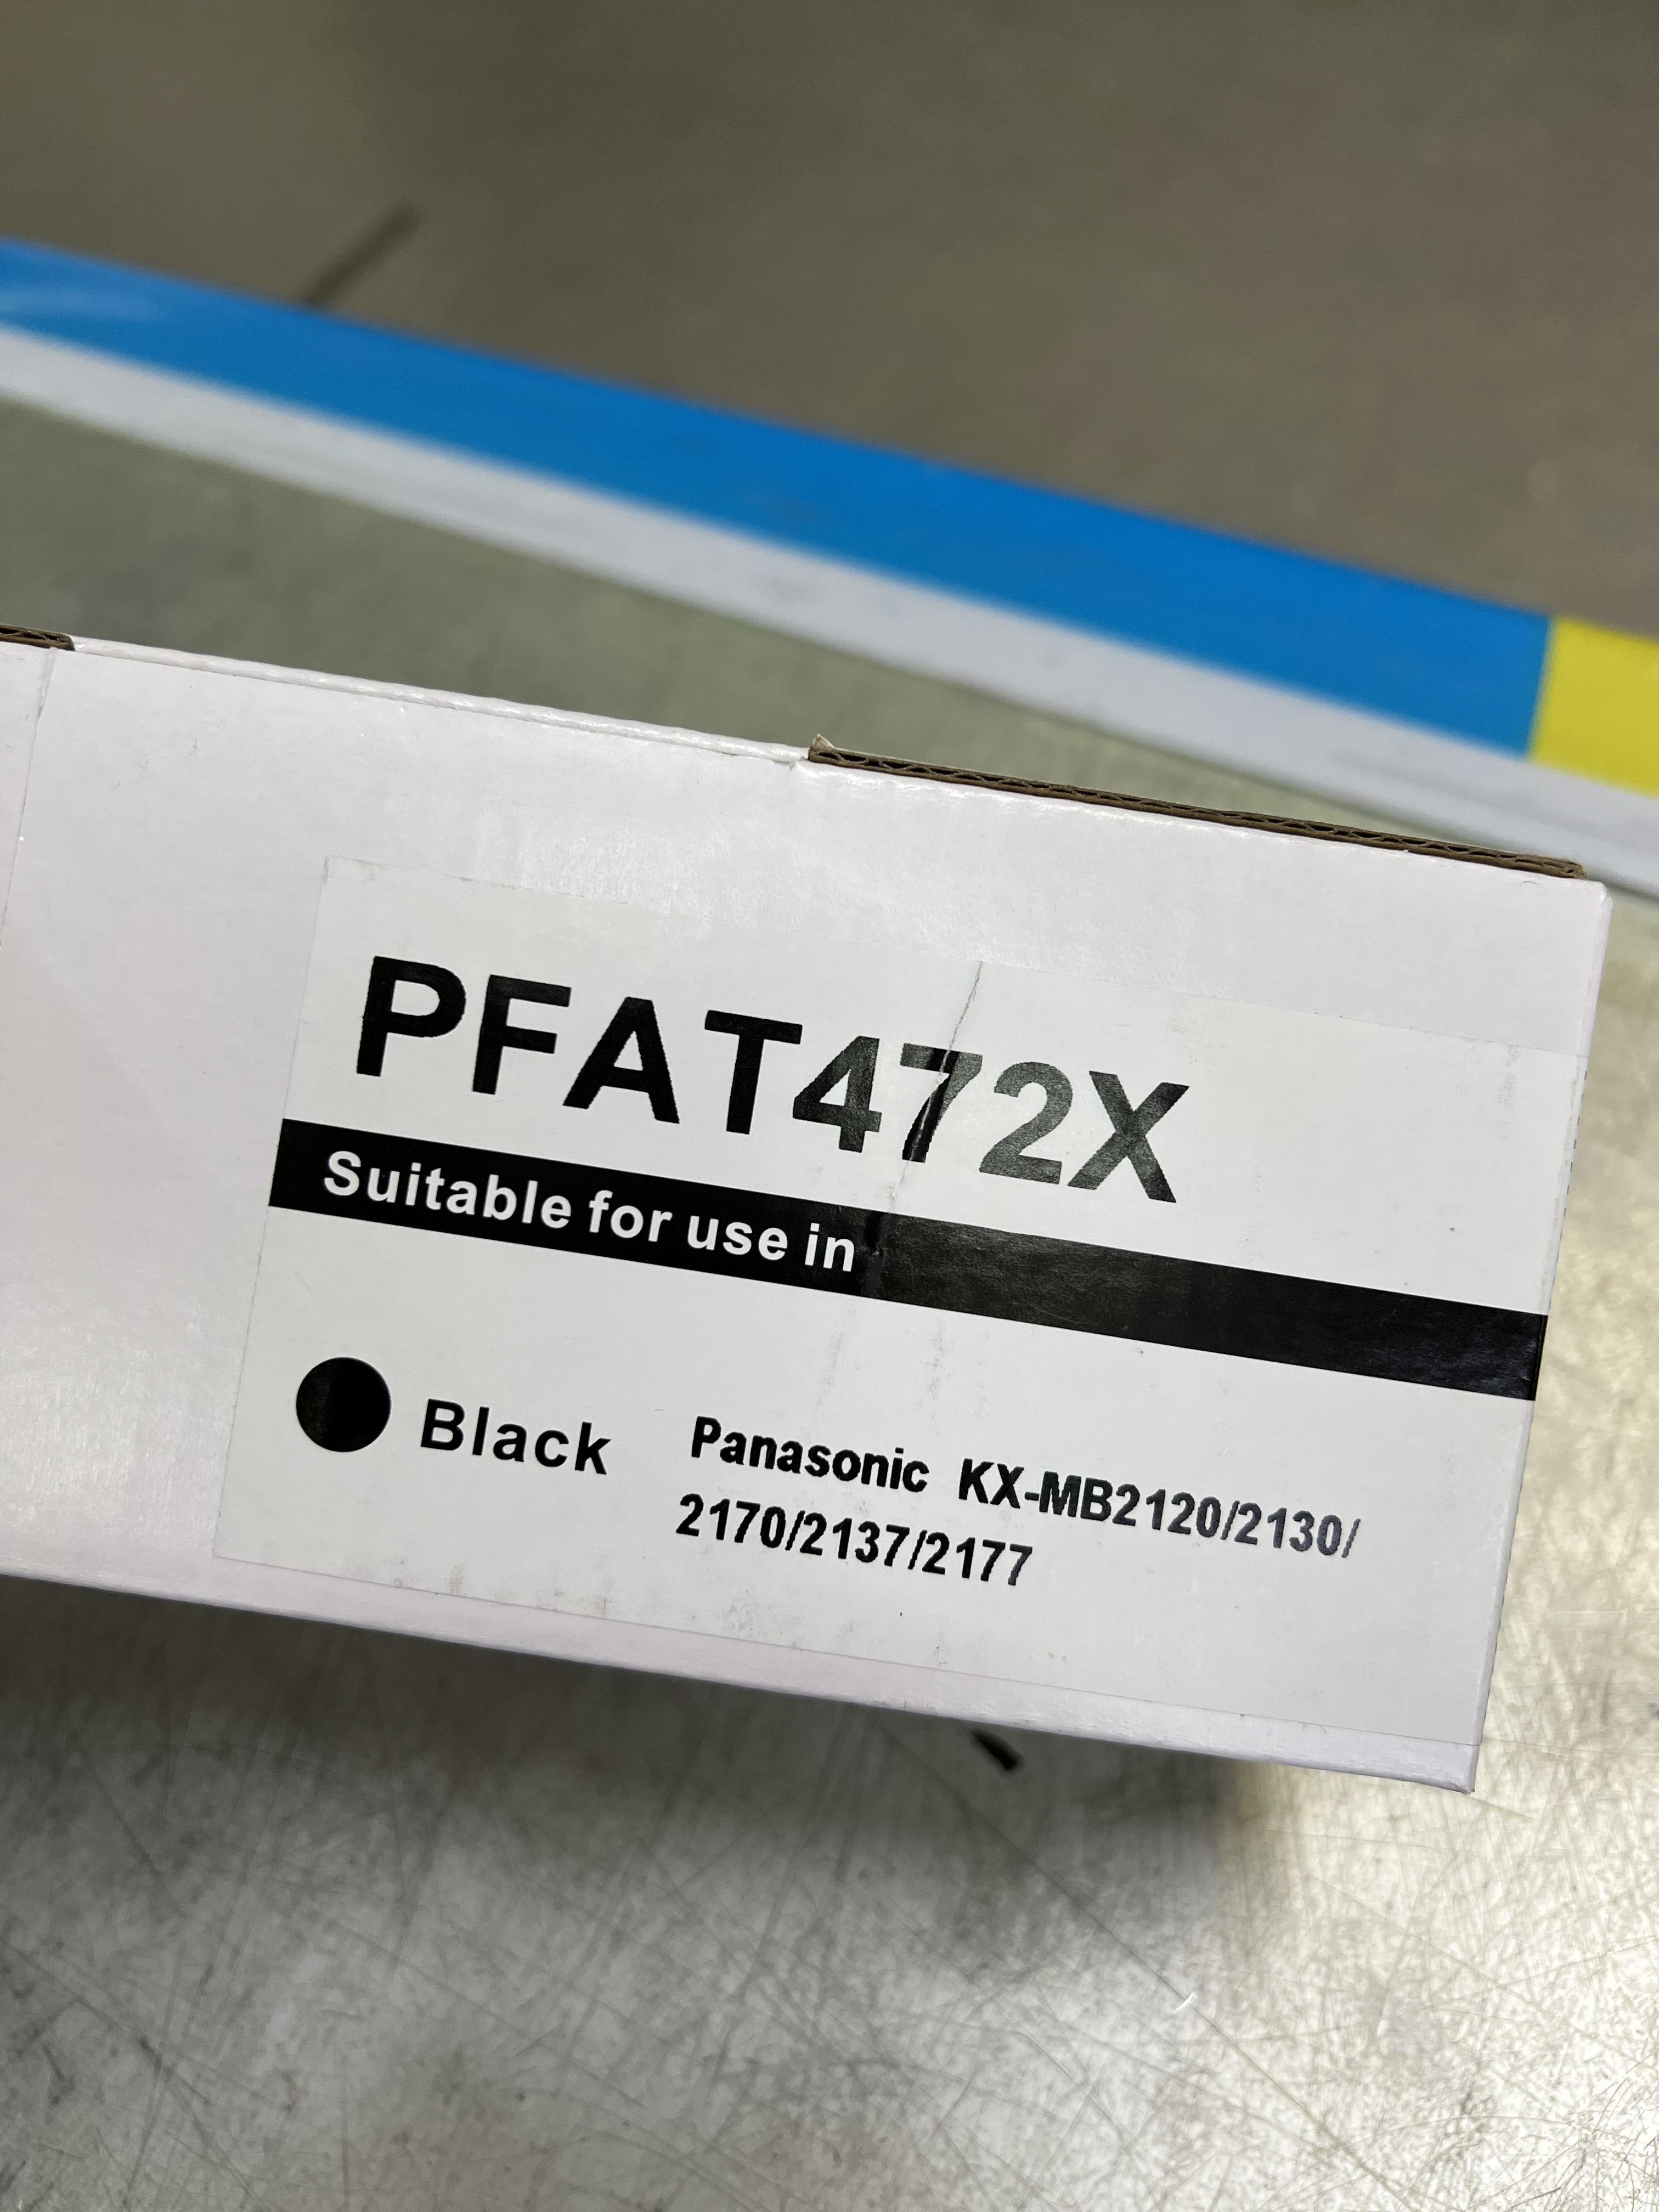 PFAT472X
Suitable for use in
Black
Panasonic KX-MB2120/2130/
2170/2137/2177